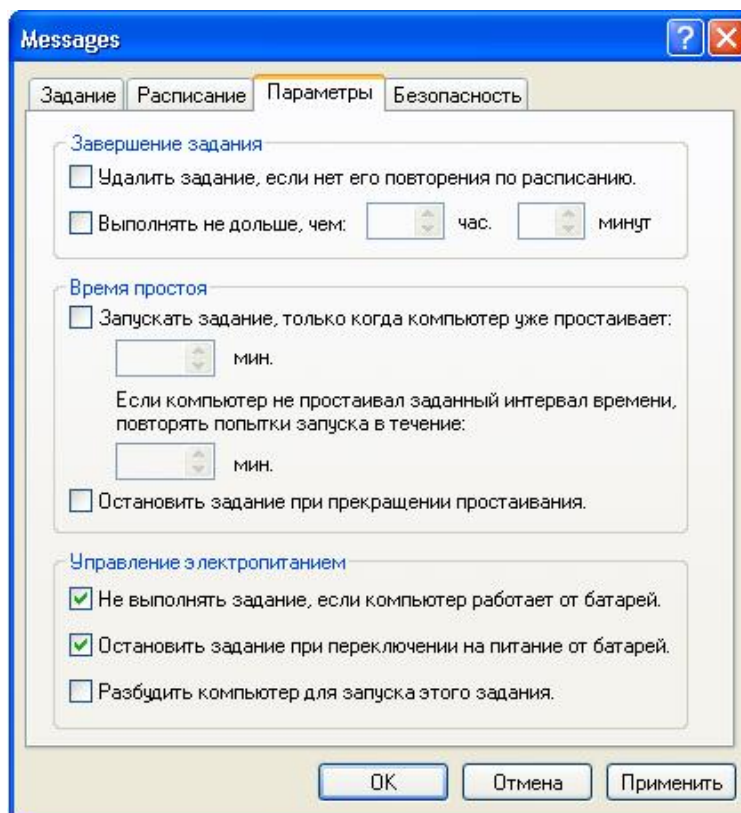 Messages
Задание Расписание Параметры Безопасность
Завершение задания
Удалить задание, если нет его повторения по расписанию.
Выполнять не дольше, чем: час. минут
Время простоя
Запускать задание, только когда компьютер уже простаивает:
мин.
Если компьютер не простаивал заданный интервал времени,
повторять попытки запуска в течение:
мин.
Остановить задание при прекращении простаивания.
Управление электропитанием
Не выполнять задание, если компьютер работает от батарей.
Остановить задание при переключении на питание от батарей.
Разбудить компьютер для запуска этого задания.
OK Отмена Применить